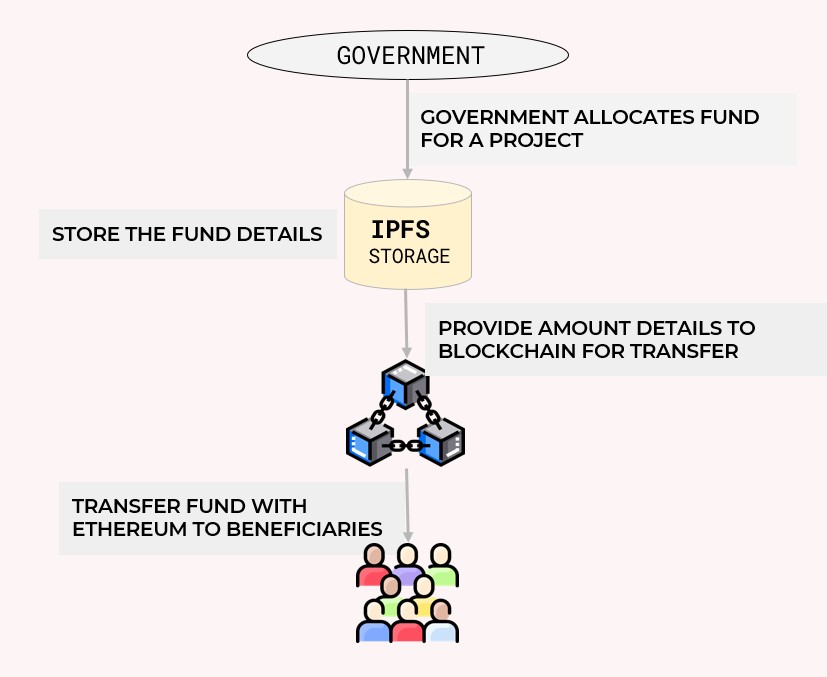 GOVERNMENT
GOVERNMENT ALLOCATES FUND
FOR A PROJECT
STORE THE FUND DETAILS
IPFS
STORAGE
PROVIDE AMOUNT DETAILS TO
BLOCKCHAIN FOR TRANSFER
TRANSFER FUND WITH
ETHEREUM TO BENEFICIARIES